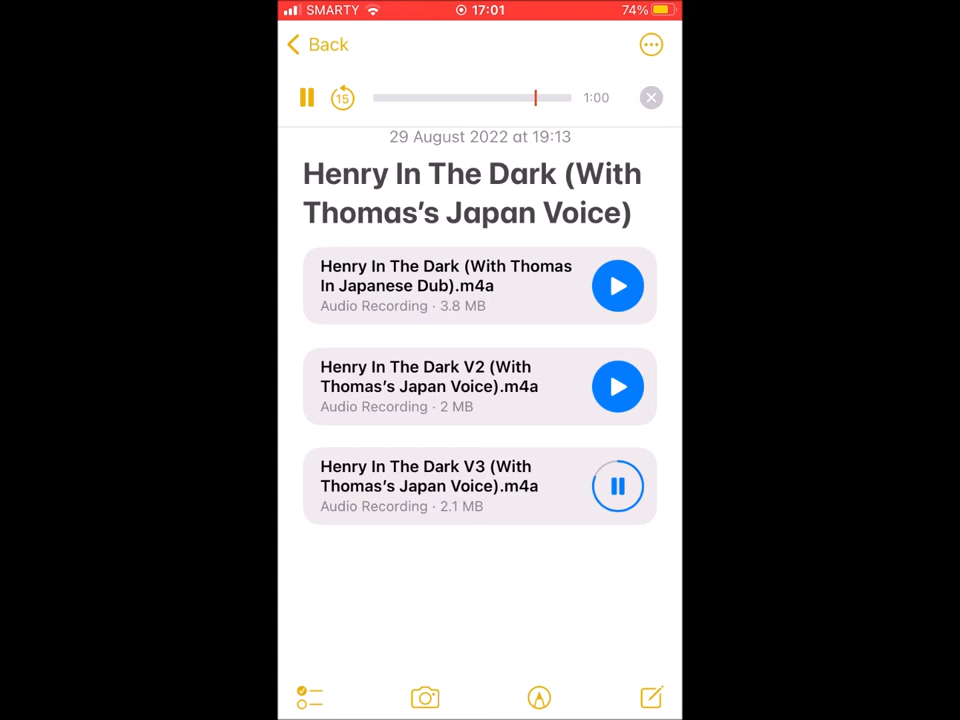 SMARTY 17:01 74%
Back
15 1:00
29 August 2022 at 19:13
Henry In The Dark (With
Thomas’s Japan Voice)
Henry In The Dark (With Thomas
In Japanese Dub).m4a
Audio Recording · 3.8 MB
Henry In The Dark V2 (With
Thomas’s Japan Voice).m4a
Audio Recording · 2 MB
Henry In The Dark V3 (With
Thomas’s Japan Voice).m4a
Audio Recording · 2.1 MB